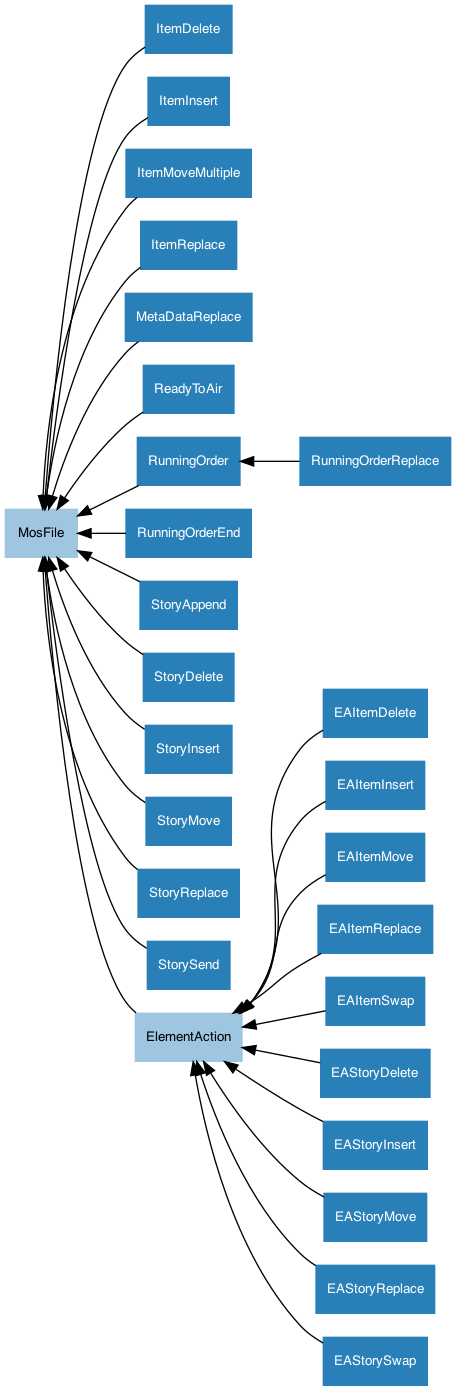 ItemDelete
ItemInsert
ItemMoveMultiple
ItemReplace
MetaDataReplace
ReadyToAir
RunningOrder
RunningOrderReplace
MosFile
RunningOrderEnd
StoryAppend
StoryDelete
EAItemDelete
StoryInsert
EAItemInsert
StoryMove
EAItemMove
StoryReplace
EAItemReplace
StorySend
EAItemSwap
ElementAction
EAStoryDelete
EAStoryInsert
EAStoryMove
EAStoryReplace
EAStorySwap